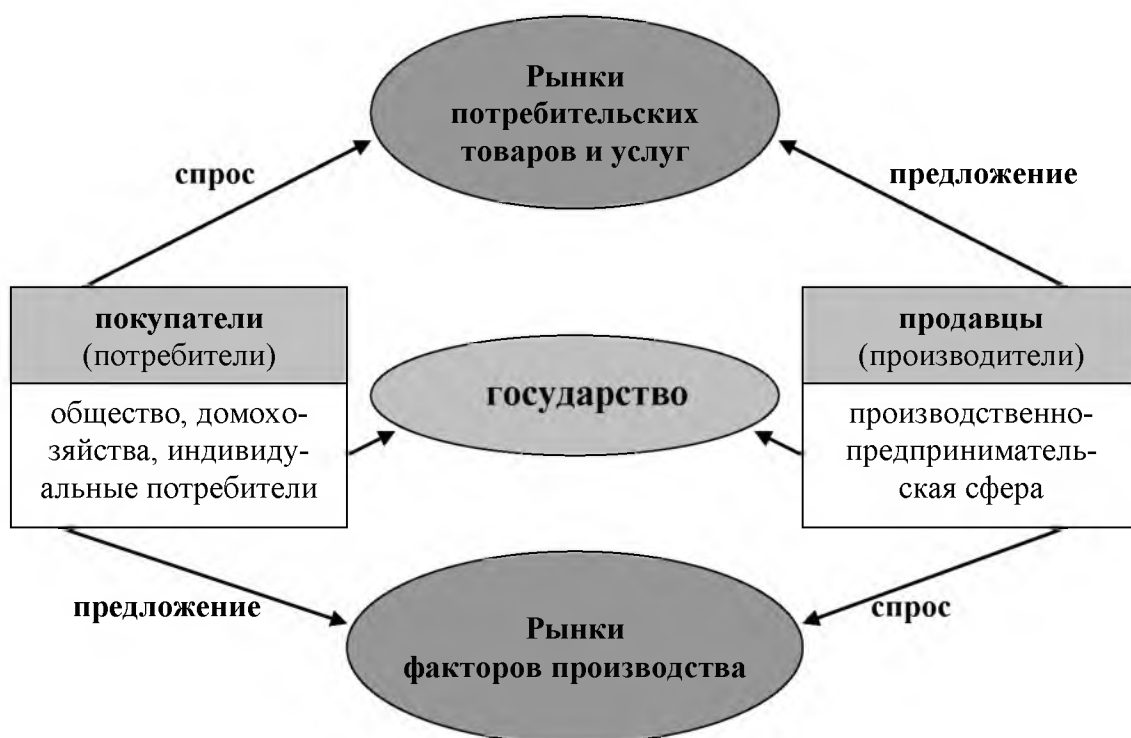 Рынки
потребительских
товаров и услуг
спрос
предложение
покупатели
(потребители)
общество, домохо-
зяйства, индивиду-
альные потребители
государство
продавцы
(производители)
производственно-
предприниматель-
ская сфера
предложение
спрос
Рынки
факторов производства